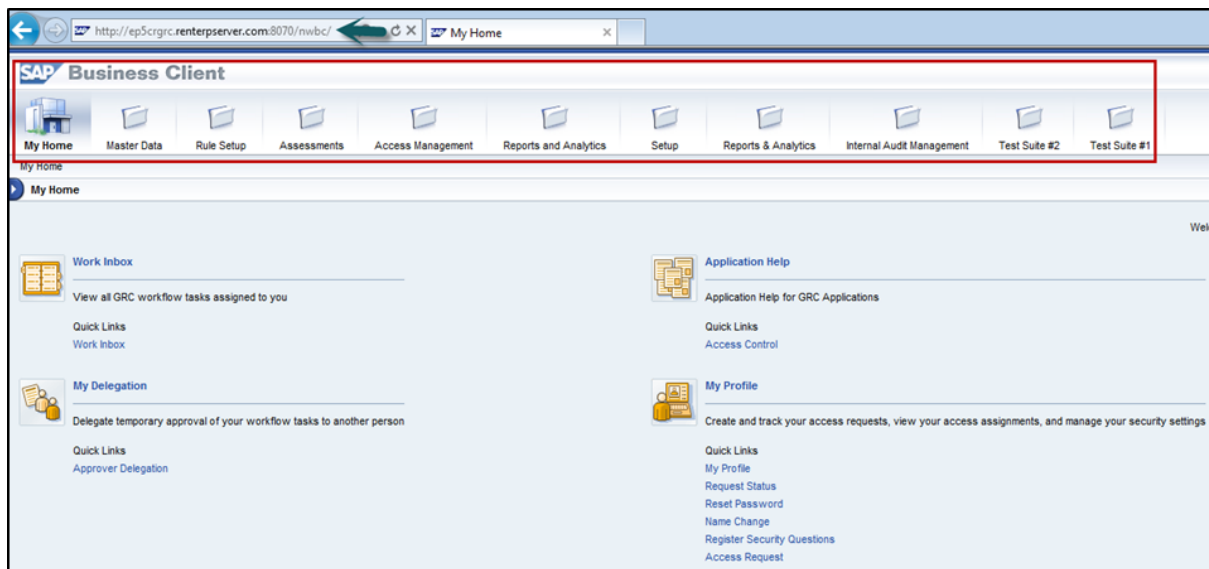 http://ep5crgrc.renterpserver.com:8070/nwbc/
My Home
SAP Business Client
My Home Master Data Rule Setup Assessments Access Management Reports and Analytics Setup Reports & Analytics Internal Audit Management Test Suite #2 Test Suite #1
My Home
My Home
Work Inbox
View all GRC workflow tasks assigned to you
Quick Links
Work Inbox
Application Help
Application Help for GRC Applications
Quick Links
Access Control
My Delegation
Delegate temporary approval of your workflow tasks to another person
Quick Links
Approver Delegation
My Profile
Create and track your access requests, view your access assignments, and manage your security settings
Quick Links
My Profile
Request Status
Reset Password
Name Change
Register Security Questions
Access Request